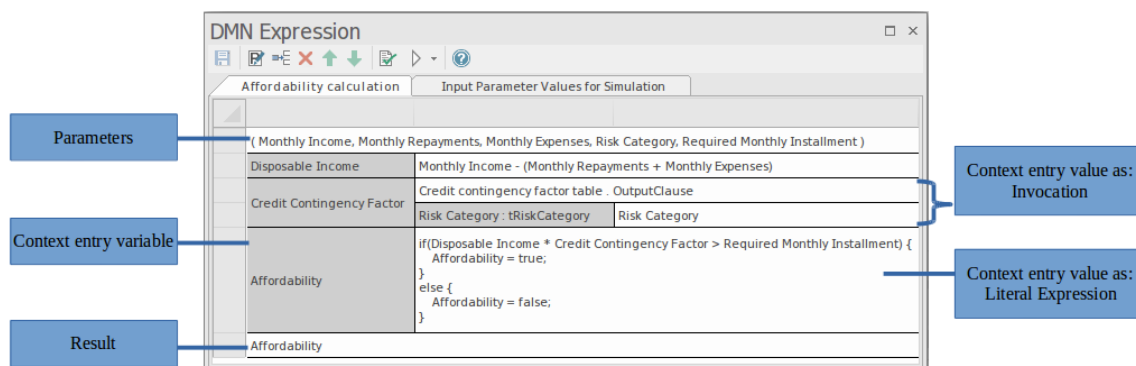 DMN Expression
Affordability calculation
Input Parameter Values for Simulation
Parameters
( Monthly Income, Monthly Repayments, Monthly Expenses, Risk Category, Required Monthly Installment )
Disposable Income
Monthly Income - (Monthly Repayments + Monthly Expenses)
Credit Contingency Factor
Credit contingency factor table . OutputClause
Risk Category : tRiskCategory
Risk Category
Context entry value as:
Invocation
Context entry variable
Affordability
if(Disposable Income * Credit Contingency Factor > Required Monthly Installment) {
Affordability = true;
}
else {
Affordability = false;
}
Context entry value as:
Literal Expression
Result
Affordability